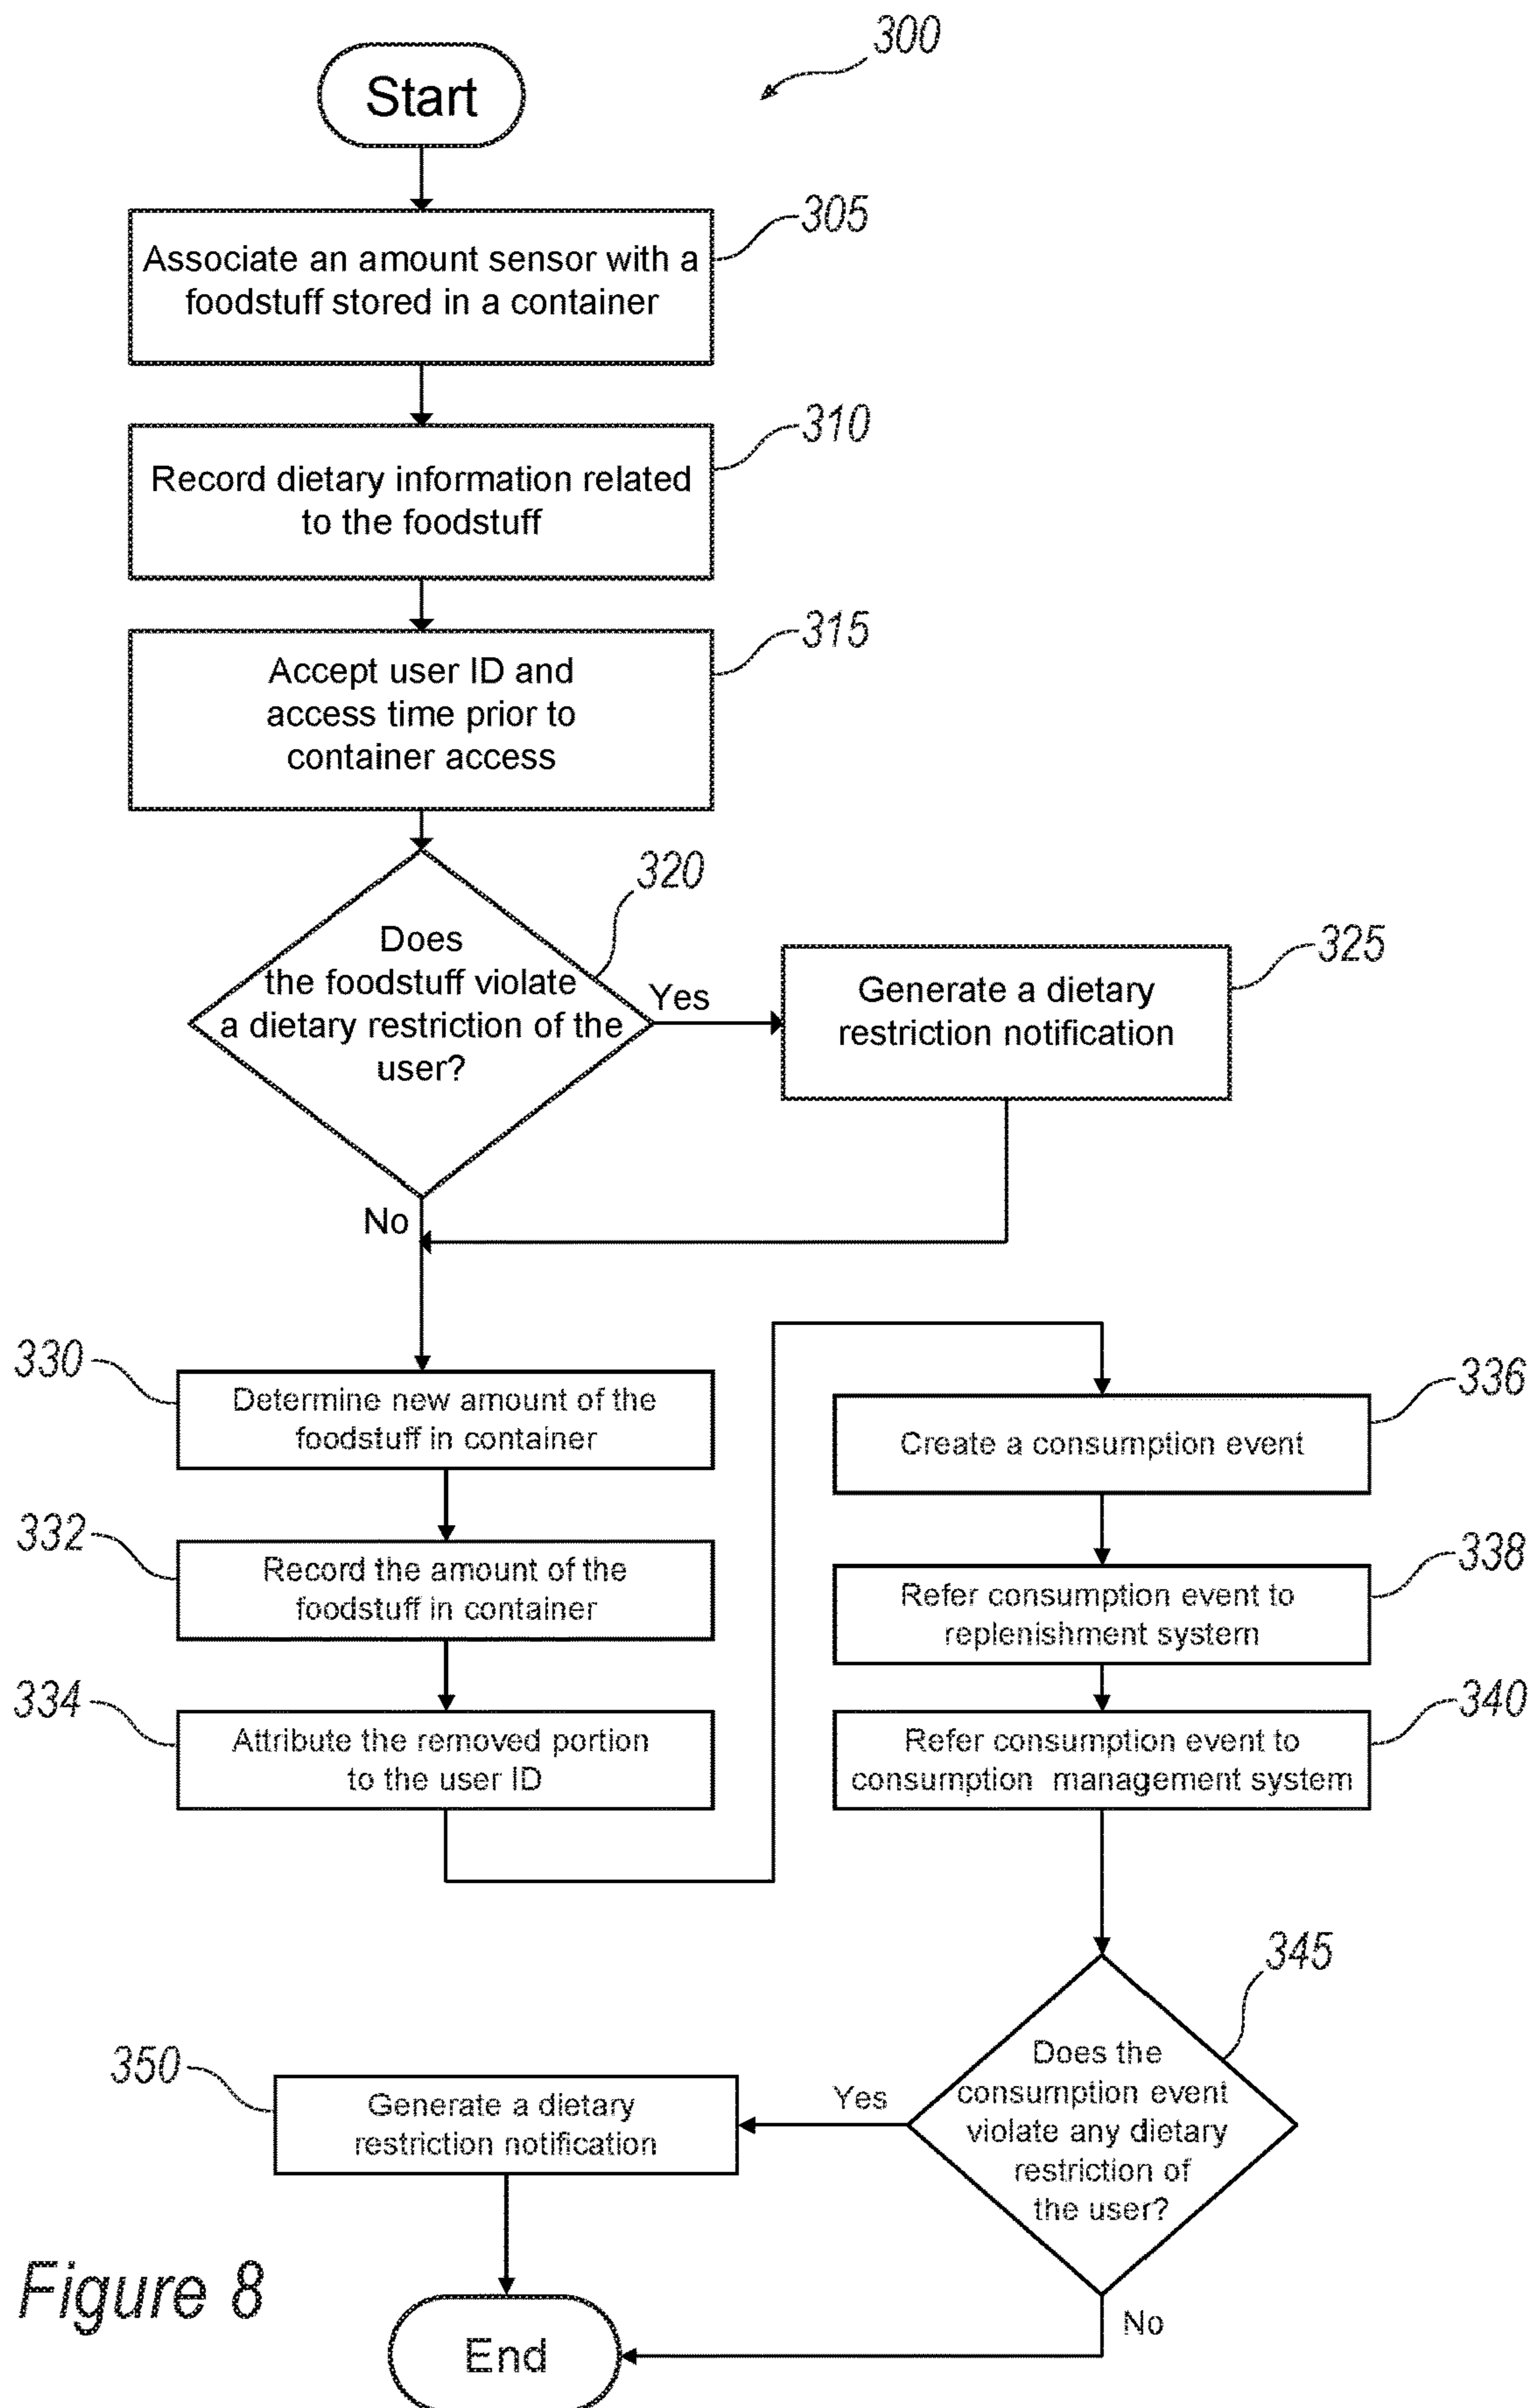 300
Start
305
Associate an amount sensor with a
foodstuff stored in a container
310
Record dietary information related
to the foodstuff
315
Accept user ID and
access time prior to
container access
320
Does
the foodstuff violate
a dietary restriction of the
user?
Yes
325
Generate a dietary
restriction notification
No
330
Determine new amount of the
foodstuff in container
332
Record the amount of the
foodstuff in container
334
Attribute the removed portion
to the user ID
336
Create a consumption event
338
Refer consumption event to
replenishment system
340
Refer consumption event to
consumption management system
345
Does the
consumption event
violate any dietary
restriction of
the user?
Yes
350
Generate a dietary
restriction notification
No
End
Figure 8